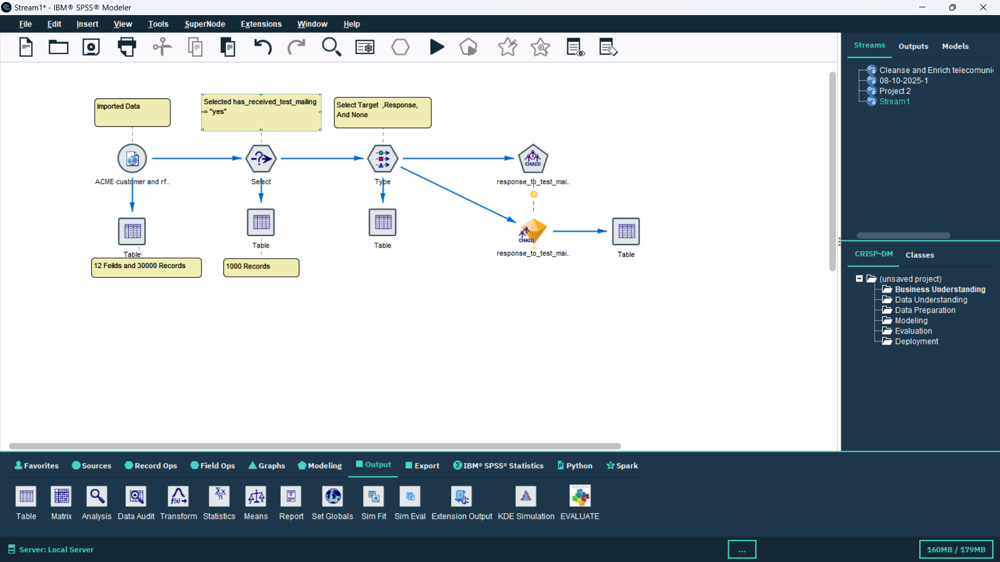 Stream1* - IBM® SPSS® Modeler
File Edit Insert View Tools SuperNode Extensions Window Help
Streams Outputs Models
Cleanse and Enrich telecomuni
08-10-2025-1
Project 2
Stream1
Imported Data
Selected has_received_test_mailing
= "yes"
Select Target ,Response,
And None
CHAID
ACME customer and rf..
Select
Type
response_to_test_mai..
CHAID
Table
Table
Table
response_to_test_mai..
Table
12 Feilds and 30000 Records
1000 Records
CRISP-DM Classes
(unsaved project)
Business Understanding
Data Understanding
Data Preparation
Modeling
Evaluation
Deployment
Favorites Sources Record Ops Field Ops Graphs Modeling Output Export IBM® SPSS® Statistics Python Spark
Table Matrix Analysis Data Audit Transform Statistics Means Report Set Globals Sim Fit Sim Eval Extension Output KDE Simulation EVALUATE
Server: Local Server
...
160MB / 179MB